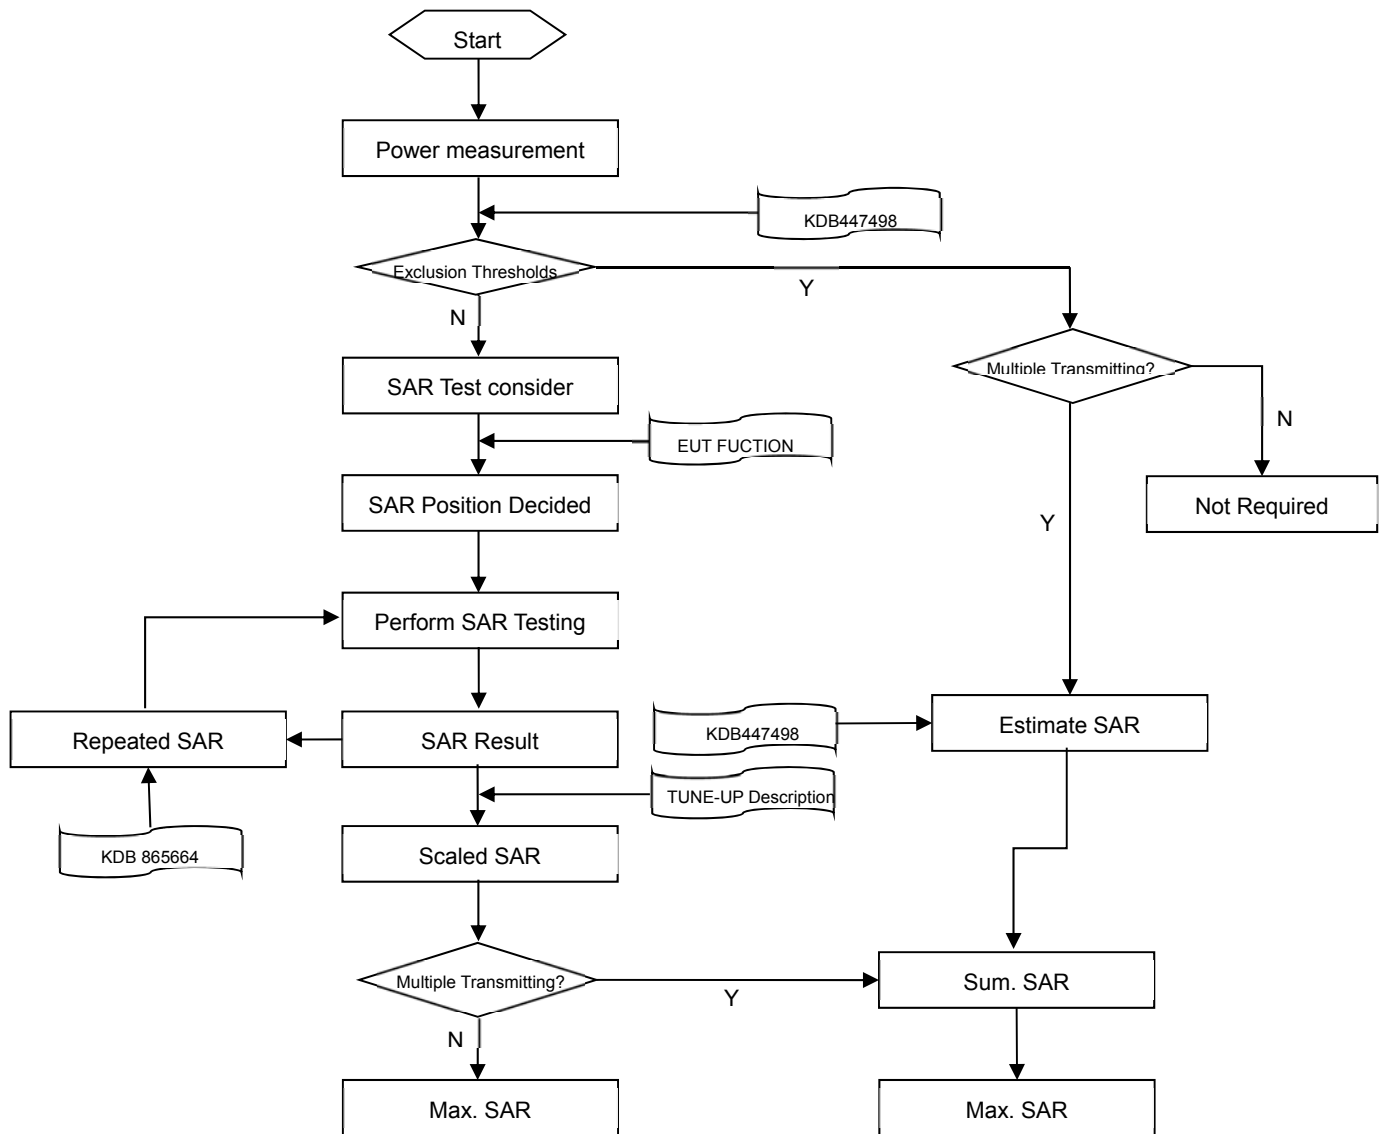 Start
Power measurement
KDB447498
Exclusion Thresholds
Y
N
Multiple Transmitting?
SAR Test consider
N
EUT FUCTION
SAR Position Decided
Not Required
Y
Perform SAR Testing
Repeated SAR
SAR Result
KDB447498
Estimate SAR
TUNE-UP Description
KDB 865664
Scaled SAR
Multiple Transmitting?
Y
Sum. SAR
N
Max. SAR
Max. SAR